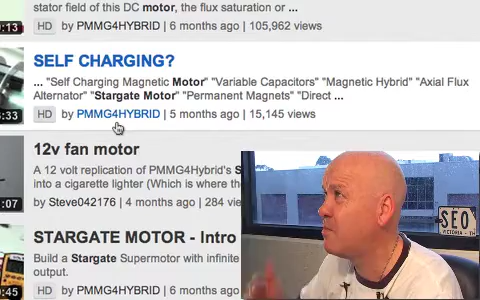 stator field of this DC motor, the flux saturation or ...
:13
HD by PMMG4HYBRID | 6 months ago | 105,962 views
SELF CHARGING?
... "Self Charging Magnetic Motor" "Variable Capacitors" "Magnetic Hybrid" "Axial Flux
Alternator" "Stargate Motor" "Permanent Magnets" "Direct ...
:33
HD by PMMG4HYBRID | 5 months ago | 15,145 views
12v fan motor
A 12 volt replication of PMMG4Hybrid's S
into a cigarette lighter (Which is where the
:07
by Steve042176 | 4 months ago | 284 vie
SEO
VICTORIA - TH
STARGATE MOTOR - Intro
Build a Stargate Supermotor with infinite
output.
:45
HD by PMMG4HYBRID | 6 months ago